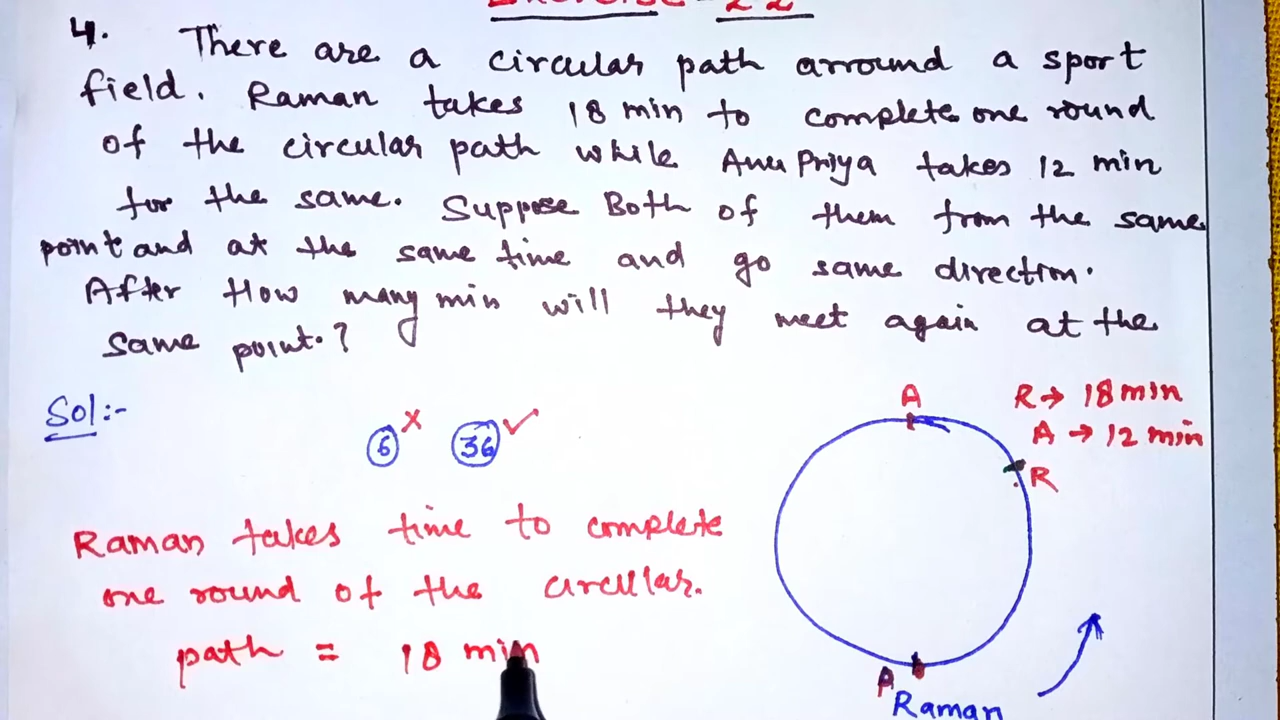 Exercise - 2.2
4. There are a circular path arround a sport
field. Raman takes 18 min to complete one round
of the circular path while AnuPriya takes 12 min
for the same. Suppose Both of them from the same
point and at the same time and go same direction.
After How many min will they meet again at the
same point.?
Sol:-
6 × 36 ✓
Raman takes time to complete
one round of the circular.
path = 18 min
A
R → 18 min
A → 12 min
R
A
Raman